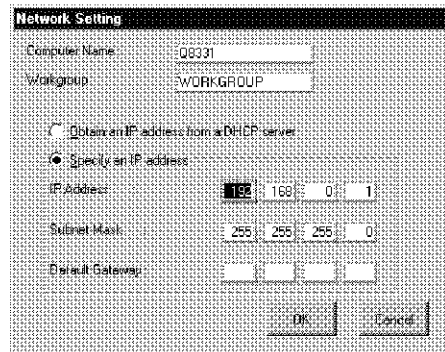 Network Setting
Computer Name Q8331
Workgroup WORKGROUP
Obtain an IP address from a DHCP server
Specify an IP address
IP Address 192 168 0 1
Subnet Mask 255 255 255 0
Default Gateway
OK Cancel